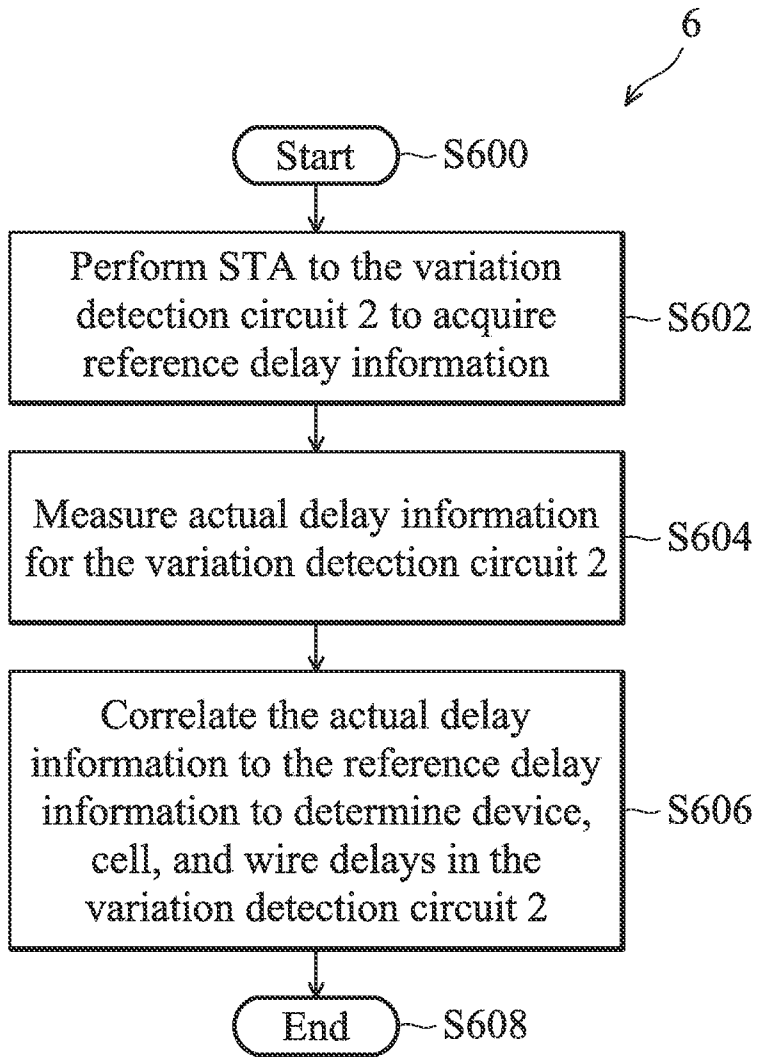 6
Start
S600
Perform STA to the variation
detection circuit 2 to acquire
reference delay information
S602
Measure actual delay information
for the variation detection circuit 2
S604
Correlate the actual delay
information to the reference delay
information to determine device,
cell, and wire delays in the
variation detection circuit 2
S606
End
S608